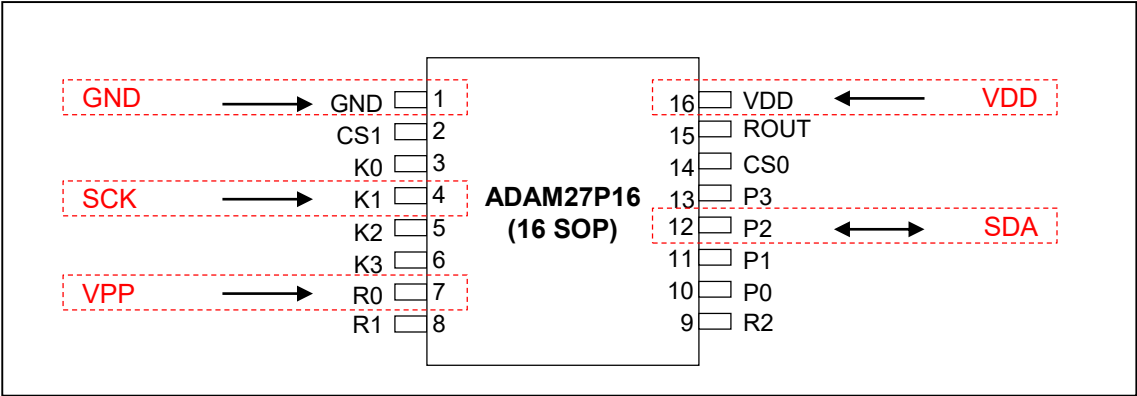 GND GND 1 16 VDD VDD
CS1 2 15 ROUT
K0 3 14 CS0
SCK K1 4 ADAM27P16 13 P3
K2 5 (16 SOP) 12 P2 SDA
K3 6 11 P1
VPP R0 7 10 P0
R1 8 9 R2